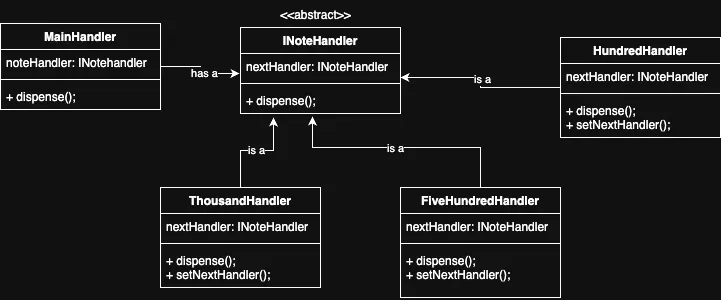 <<abstract>>
MainHandler
noteHandler: INotehandler
+ dispense();
has a
INoteHandler
nextHandler: INoteHandler
+ dispense();
is a
HundredHandler
nextHandler: INoteHandler
+ dispense();
+ setNextHandler();
is a
is a
ThousandHandler
nextHandler: INoteHandler
+ dispense();
+ setNextHandler();
FiveHundredHandler
nextHandler: INoteHandler
+ dispense();
+ setNextHandler();